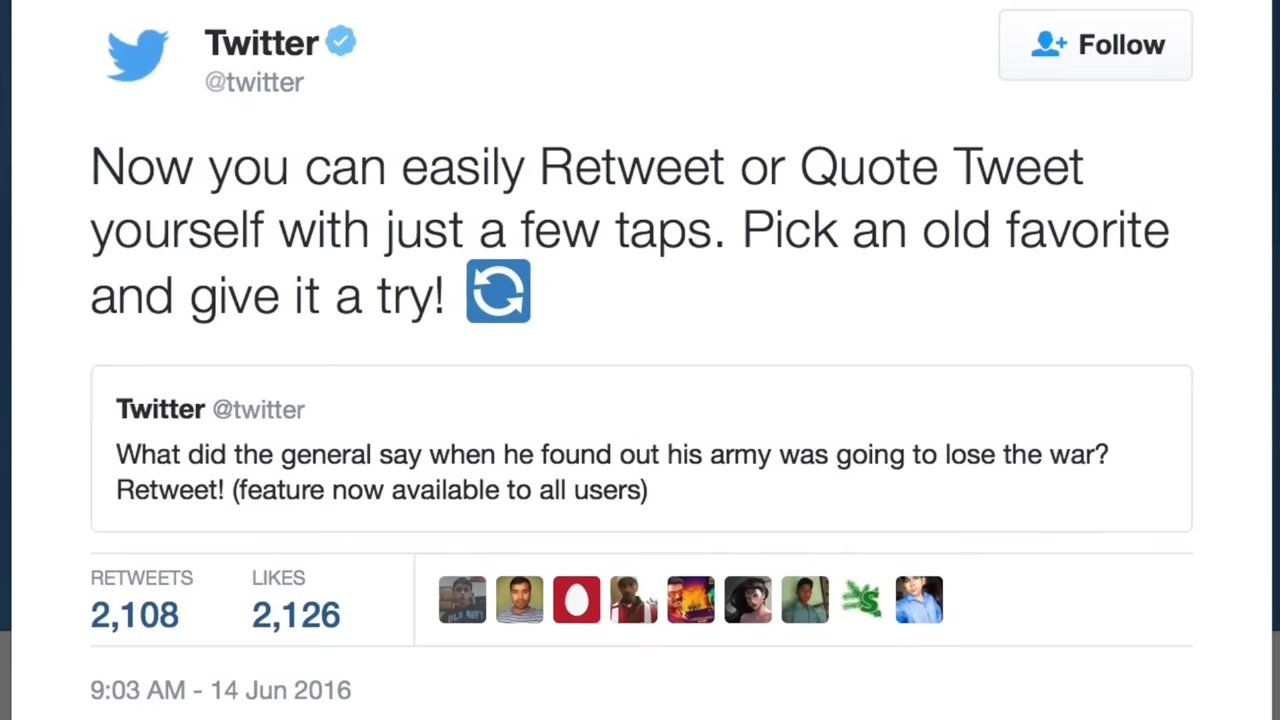 Twitter
Follow
@twitter
Now you can easily Retweet or Quote Tweet
yourself with just a few taps. Pick an old favorite
and give it a try!
Twitter @twitter
What did the general say when he found out his army was going to lose the war?
Retweet! (feature now available to all users)
RETWEETS LIKES
2,108 2,126
9:03 AM - 14 Jun 2016